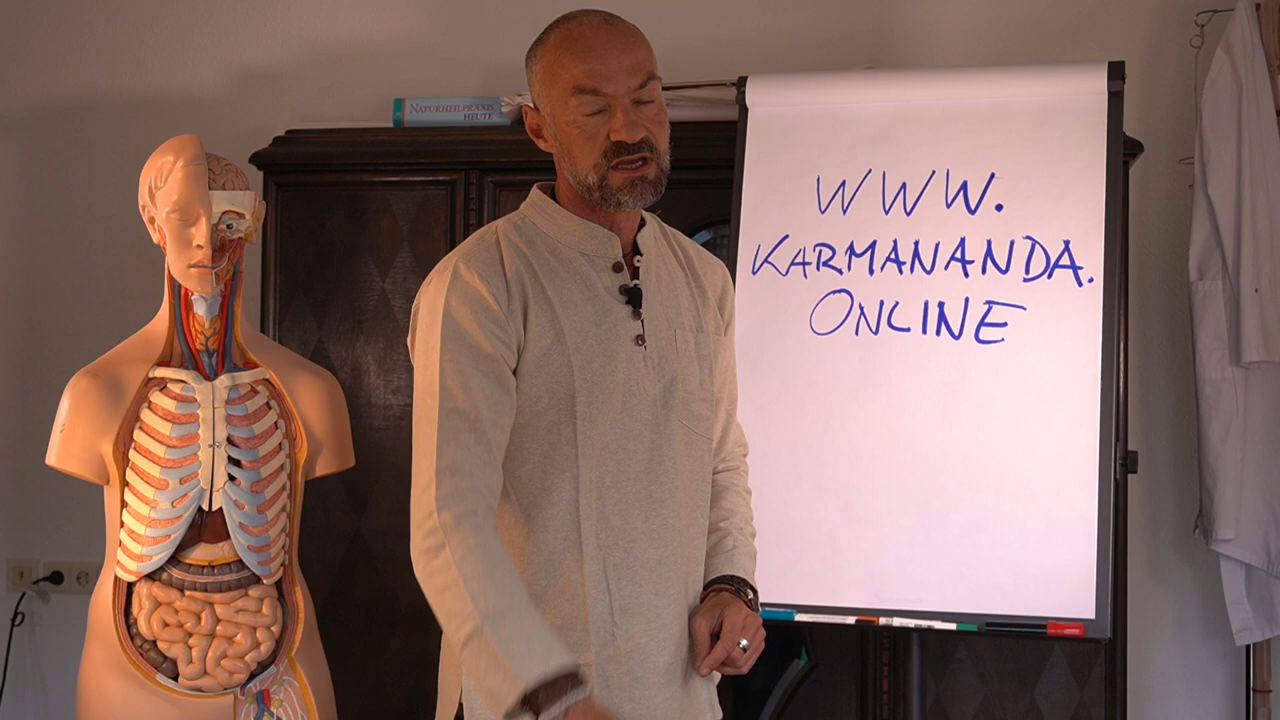 NATURHEILPRAXIS
HEUTE
WWW.
KARMANANDA.
ONLINE